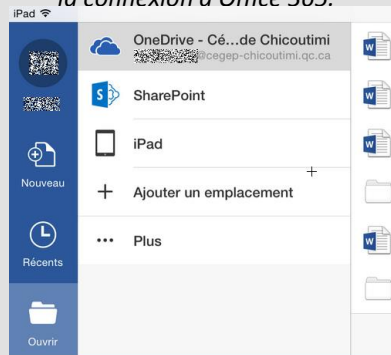 la connexion à Office 365.
iPad
OneDrive - Cé...de Chicoutimi
@cegep-chicoutimi.qc.ca
SharePoint
iPad
Nouveau
Ajouter un emplacement
Plus
Récents
Ouvrir